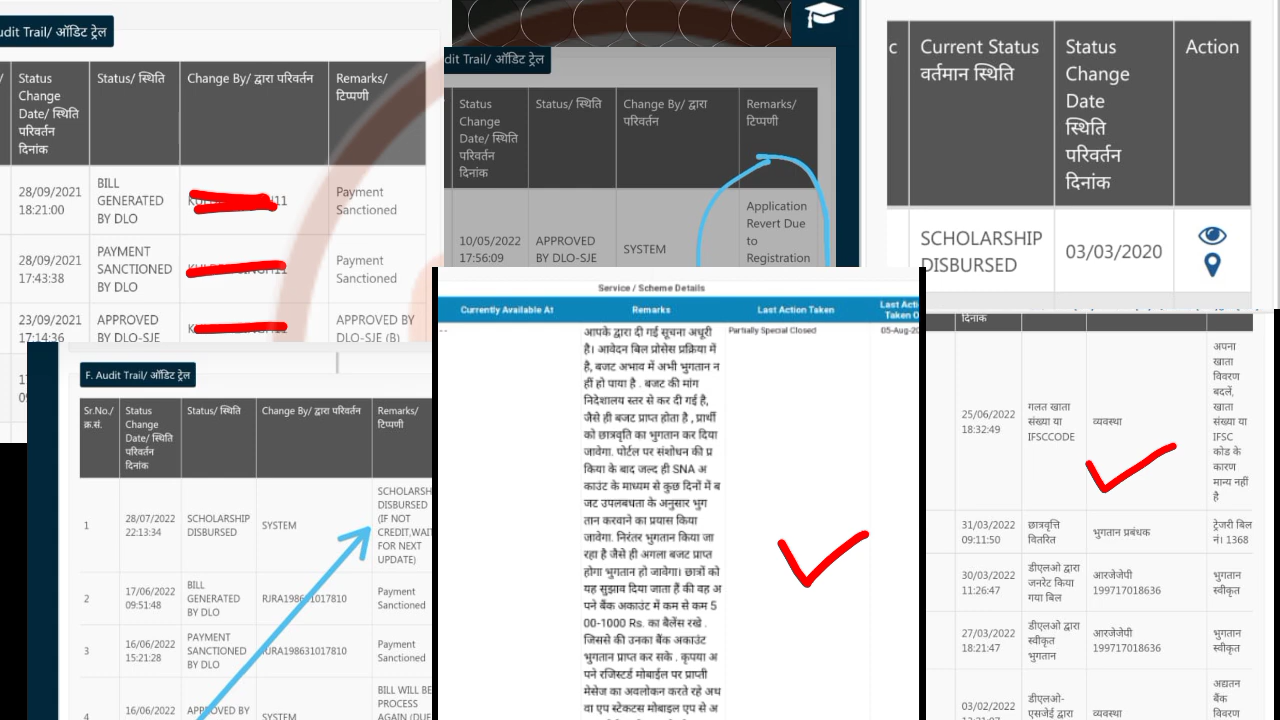 udit Trail/ ऑडिट ट्रेल
Status Change Date/ स्थिति परिवर्तन दिनांक
Status/ स्थिति
Change By/ द्वारा परिवर्तन
Remarks/ टिप्पणी
28/09/2021 18:21:00
BILL GENERATED BY DLO
Payment Sanctioned
28/09/2021 17:43:38
PAYMENT SANCTIONED BY DLO
Payment Sanctioned
23/09/2021 17:14:36
APPROVED BY DLO-SJE
APPROVED BY DLO-SJE (B)
dit Trail/ ऑडिट ट्रेल
Status Change Date/ स्थिति परिवर्तन दिनांक
Status/ स्थिति
Change By/ द्वारा परिवर्तन
Remarks/ टिप्पणी
10/05/2022 17:56:09
APPROVED BY DLO-SJE
SYSTEM
Application Revert Due to Registration
c
Current Status वर्तमान स्थिति
Status Change Date स्थिति परिवर्तन दिनांक
Action
SCHOLARSHIP DISBURSED
03/03/2020
F. Audit Trail/ ऑडिट ट्रेल
Sr.No./ क्र.सं.
Status Change Date/ स्थिति परिवर्तन दिनांक
Status/ स्थिति
Change By/ द्वारा परिवर्तन
Remarks/ टिप्पणी
1
28/07/2022 22:13:34
SCHOLARSHIP DISBURSED
SYSTEM
SCHOLARSH DISBURSED (IF NOT CREDIT,WAI FOR NEXT UPDATE)
2
17/06/2022 09:51:48
BILL GENERATED BY DLO
RJRA198631017810
Payment Sanctioned
3
16/06/2022 15:21:28
PAYMENT SANCTIONED BY DLO
RJRA198631017810
Payment Sanctioned
4
16/06/2022
APPROVED BY
SYSTEM
BILL WILL BE PROCESS AGAIN (DUE
Service / Scheme Details
Currently Available At
Remarks
Last Action Taken
Last Acti Taken O
--
आपके द्वारा दी गई सूचना अधूरी
है। आवेदन बिल प्रोसेस प्रक्रिया में
है, बजट अभाव में अभी भुगतान न
हीं हो पाया है . बजट की मांग
निदेशालय स्तर से कर दी गई है,
जैसे ही बजट प्राप्त होता है , प्रार्थी
को छात्रवृति का भुगतान कर दिया
जावेगा. पोर्टल पर संशोधन की प्र
किया के बाद जल्द ही SNA अ
काउंट के माध्यम से कुछ दिनों में ब
जट उपलबधता के अनुसार भुग
तान करवाने का प्रयास किया
जावेगा. निरंतर भुगतान किया जा
रहा है जैसे ही अगला बजट प्राप्त
होगा भुगतान हो जावेगा। छात्रों को
यह सुझाव दिया जाता हैं की वह अ
पने बैंक अकाउंट में कम से कम 5
00-1000 Rs. का बैलेंस रखे .
जिससे की उनका बैंक अकाउंट
भुगतान प्राप्त कर सके . कृपया अ
पने रजिस्टर्ड मोबाईल पर प्राप्ती
मेसेज का अवलोकन करते रहे अथ
वा एप स्टेकटस मोबाइल एप से अ
Partially Special Closed
05-Aug-20
दिनांक
25/06/2022 18:32:49
गलत खाता संख्या या IFSCCODE
व्यवस्था
अपना खाता विवरण बदलें, खाता संख्या या IFSC कोड के कारण मान्य नहीं है
31/03/2022 09:11:50
छात्रवृत्ति वितरित
भुगतान प्रबंधक
ट्रेजरी बिल नं। 1368
30/03/2022 11:26:47
डीएलओ द्वारा जनरेट किया गया बिल
आरजेजेपी 199717018636
भुगतान स्वीकृत
27/03/2022 18:21:47
डीएलओ द्वारा स्वीकृत भुगतान
आरजेजेपी 199717018636
भुगतान स्वीकृत
03/02/2022
डीएलओ- एसजेई द्वारा
व्यवस्था
अद्यतन बैंक विवरण